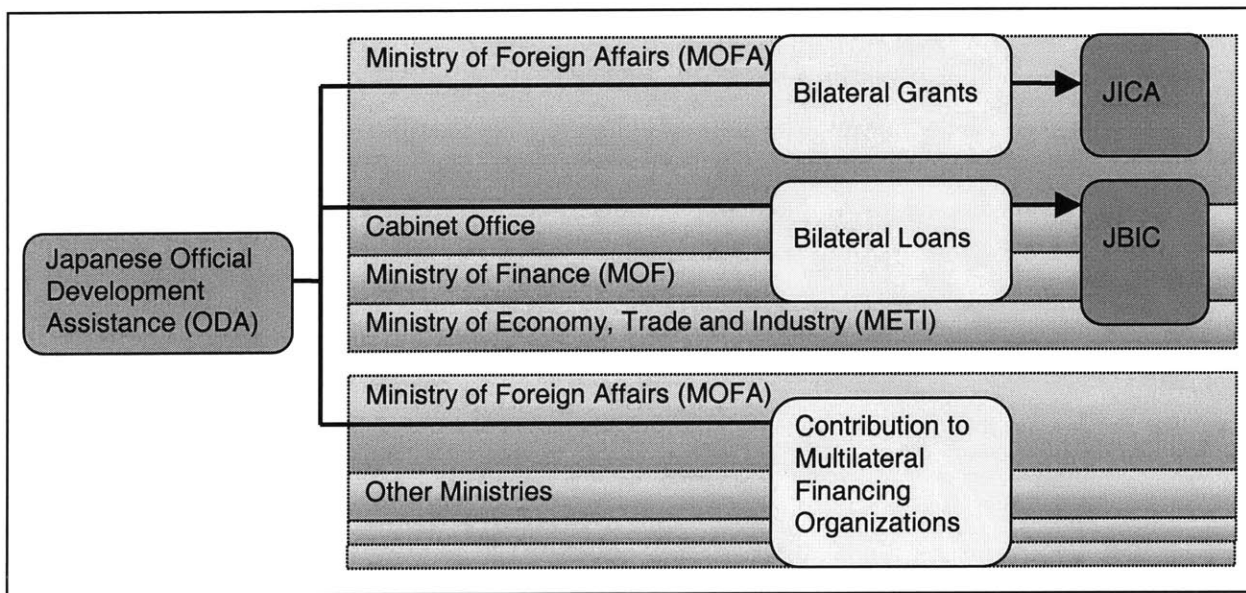 Ministry of Foreign Affairs (MOFA)
Bilateral Grants
JICA
Cabinet Office
Bilateral Loans
JBIC
Japanese Official
Development
Assistance (ODA)
Ministry of Finance (MOF)
Ministry of Economy, Trade and Industry (METI)
Ministry of Foreign Affairs (MOFA)
Contribution to
Multilateral
Financing
Organizations
Other Ministries